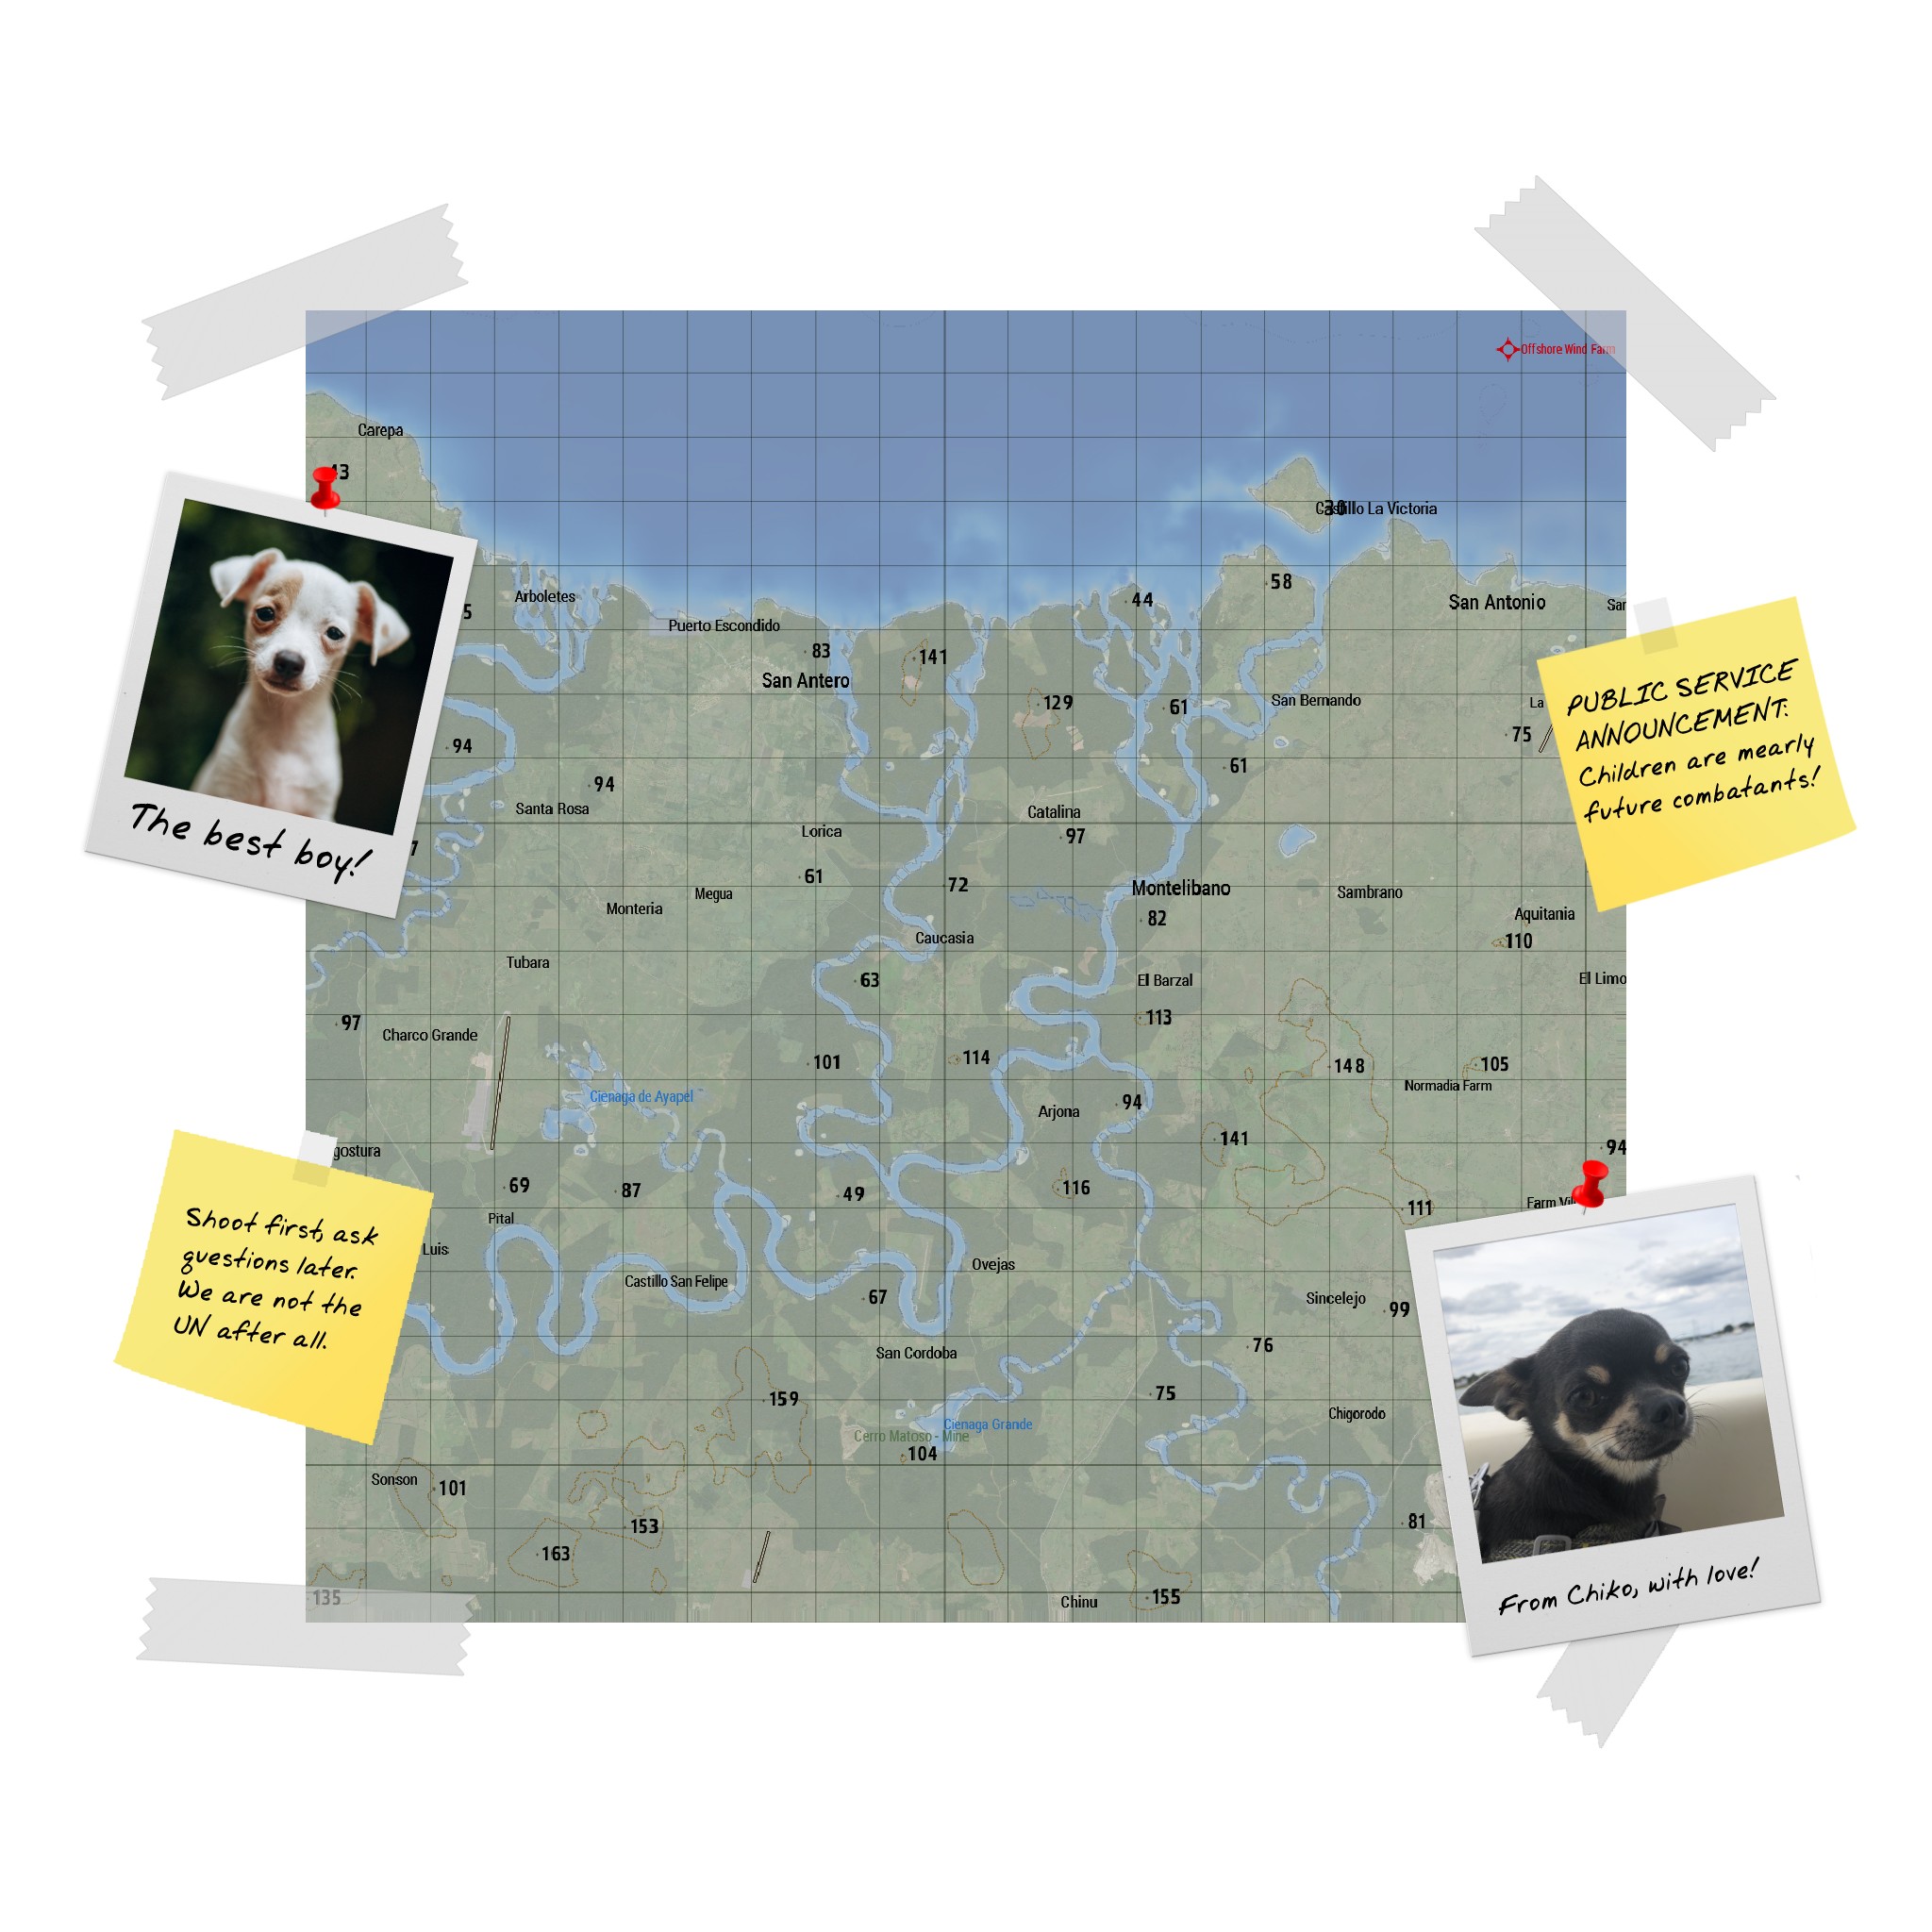 Offshore Wind Farm
Carepa
43
Castillo La Victoria
30
58
Arboletes
44
San Antonio
5
Puerto Escondido
83
141
San Antero
129
61
San Bernando
La
75
94
61
94
Santa Rosa
Catalina
Lorica
97
7
61
72
Montelibano
Sambrano
Megua
Monteria
82
Aquitania
Caucasia
110
Tubara
63
El Barzal
El Limo
97
113
Charco Grande
101
114
148
105
Normadia Farm
Cienaga de Ayapel
Arjona
94
141
94
gostura
69
87
49
116
111
Pital
Luis
Ovejas
Castillo San Felipe
67
Sincelejo
99
San Cordoba
76
159
75
Chigorodo
Cienaga Grande
Cerro Matoso - Mine
104
Sonson
101
153
81
163
135
Chinu
155
The best boy!
PUBLIC SERVICE
ANNOUNCEMENT:
Children are mearly
future combatants!
Shoot first, ask
questions later.
We are not the
UN after all.
From Chiko, with love!